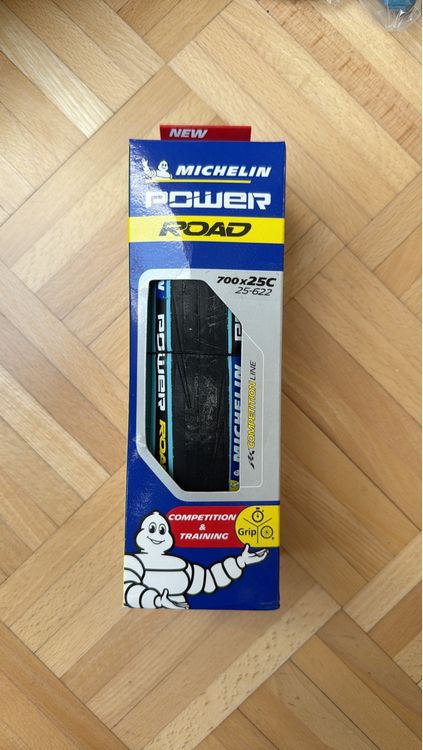 NEW
MICHELIN
POWER
ROAD
700x25C
25-622
POWER
ROAD
MICHELIN
COMPETITION LINE
COMPETITION
&
TRAINING
Grip